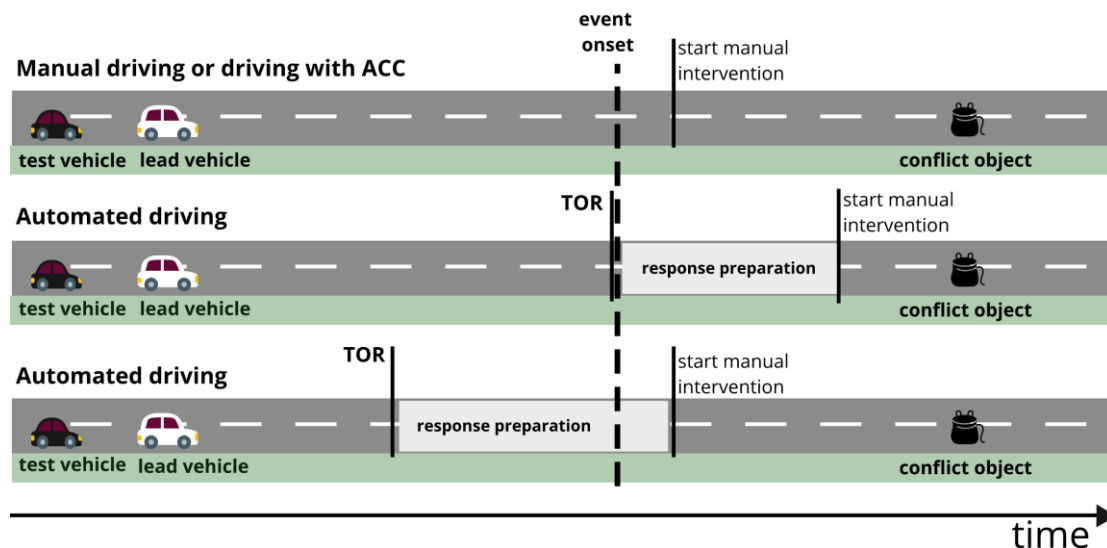 event
onset
start manual
intervention
Manual driving or driving with ACC
test vehicle
lead vehicle
conflict object
Automated driving
TOR
start manual
intervention
response preparation
test vehicle
lead vehicle
conflict object
Automated driving
TOR
start manual
intervention
response preparation
test vehicle
lead vehicle
conflict object
time